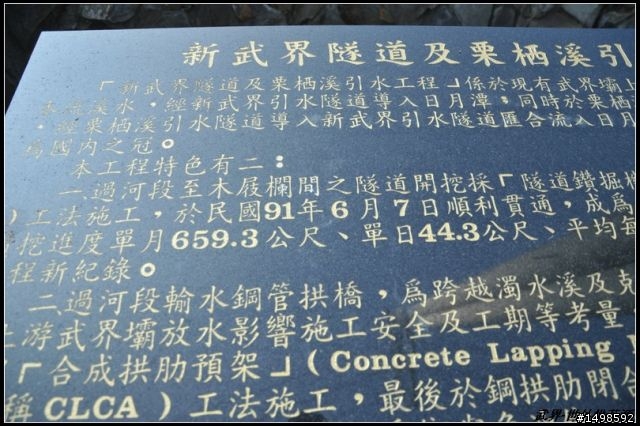 新武界隧道及栗栖溪引
「新武界隧道及栗栖溪引水工程」係於現有武界壩上
溪水，經新武界引水隧道導入日月潭，同時於栗栖
，經栗栖溪引水隧道導入新武界引水隧道匯合流入日月
為國內之冠。
本工程特色有二：
一過河段至木屐欄間之隧道開挖採「隧道鑽掘機
）工法施工，於民國91年6月7日順利貫通，成為
挖進度單月659.3公尺、單日44.3公尺、平均每
程新紀錄。
二過河段輸水鋼管拱橋，為跨越濁水溪及克
上游武界壩放水影響施工安全及工期等考量
「合成拱肋預架」（Concrete Lapping
稱CLCA）工法施工，最後於鋼拱肋閉合
#1498592